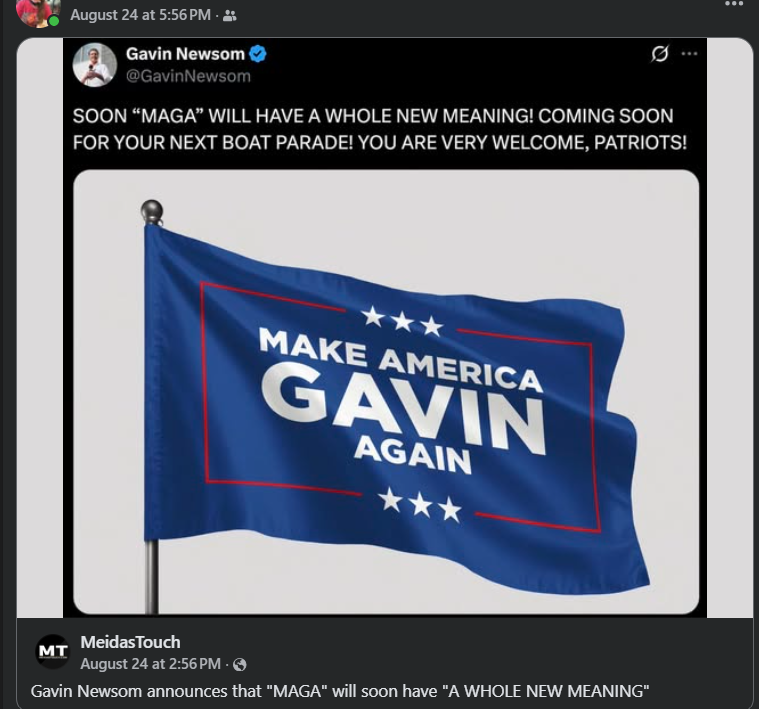 August 24 at 5:56 PM ·
Gavin Newsom
@GavinNewsom
SOON “MAGA” WILL HAVE A WHOLE NEW MEANING! COMING SOON
FOR YOUR NEXT BOAT PARADE! YOU ARE VERY WELCOME, PATRIOTS!
MAKE AMERICA
GAVIN
AGAIN
MT
MeidasTouch
August 24 at 2:56 PM ·
Gavin Newsom announces that "MAGA" will soon have "A WHOLE NEW MEANING"